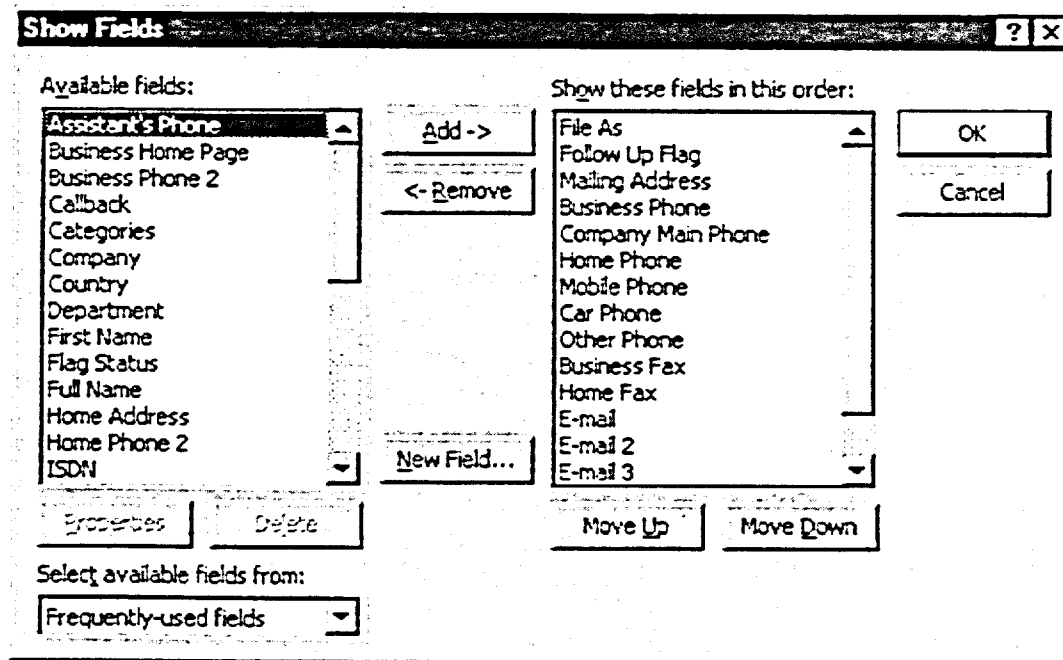 Show Fields
Available fields:
Assistant's Phone
Business Home Page
Business Phone 2
Callback
Categories
Company
Country
Department
First Name
Flag Status
Full Name
Home Address
Home Phone 2
ISDN
Properties
Delete
Select available fields from:
Frequently-used fields
Add ->
<- Remove
New Field...
Show these fields in this order:
File As
Follow Up Flag
Mailing Address
Business Phone
Company Main Phone
Home Phone
Mobile Phone
Car Phone
Other Phone
Business Fax
Home Fax
E-mail
E-mail 2
E-mail 3
Move Up
Move Down
OK
Cancel